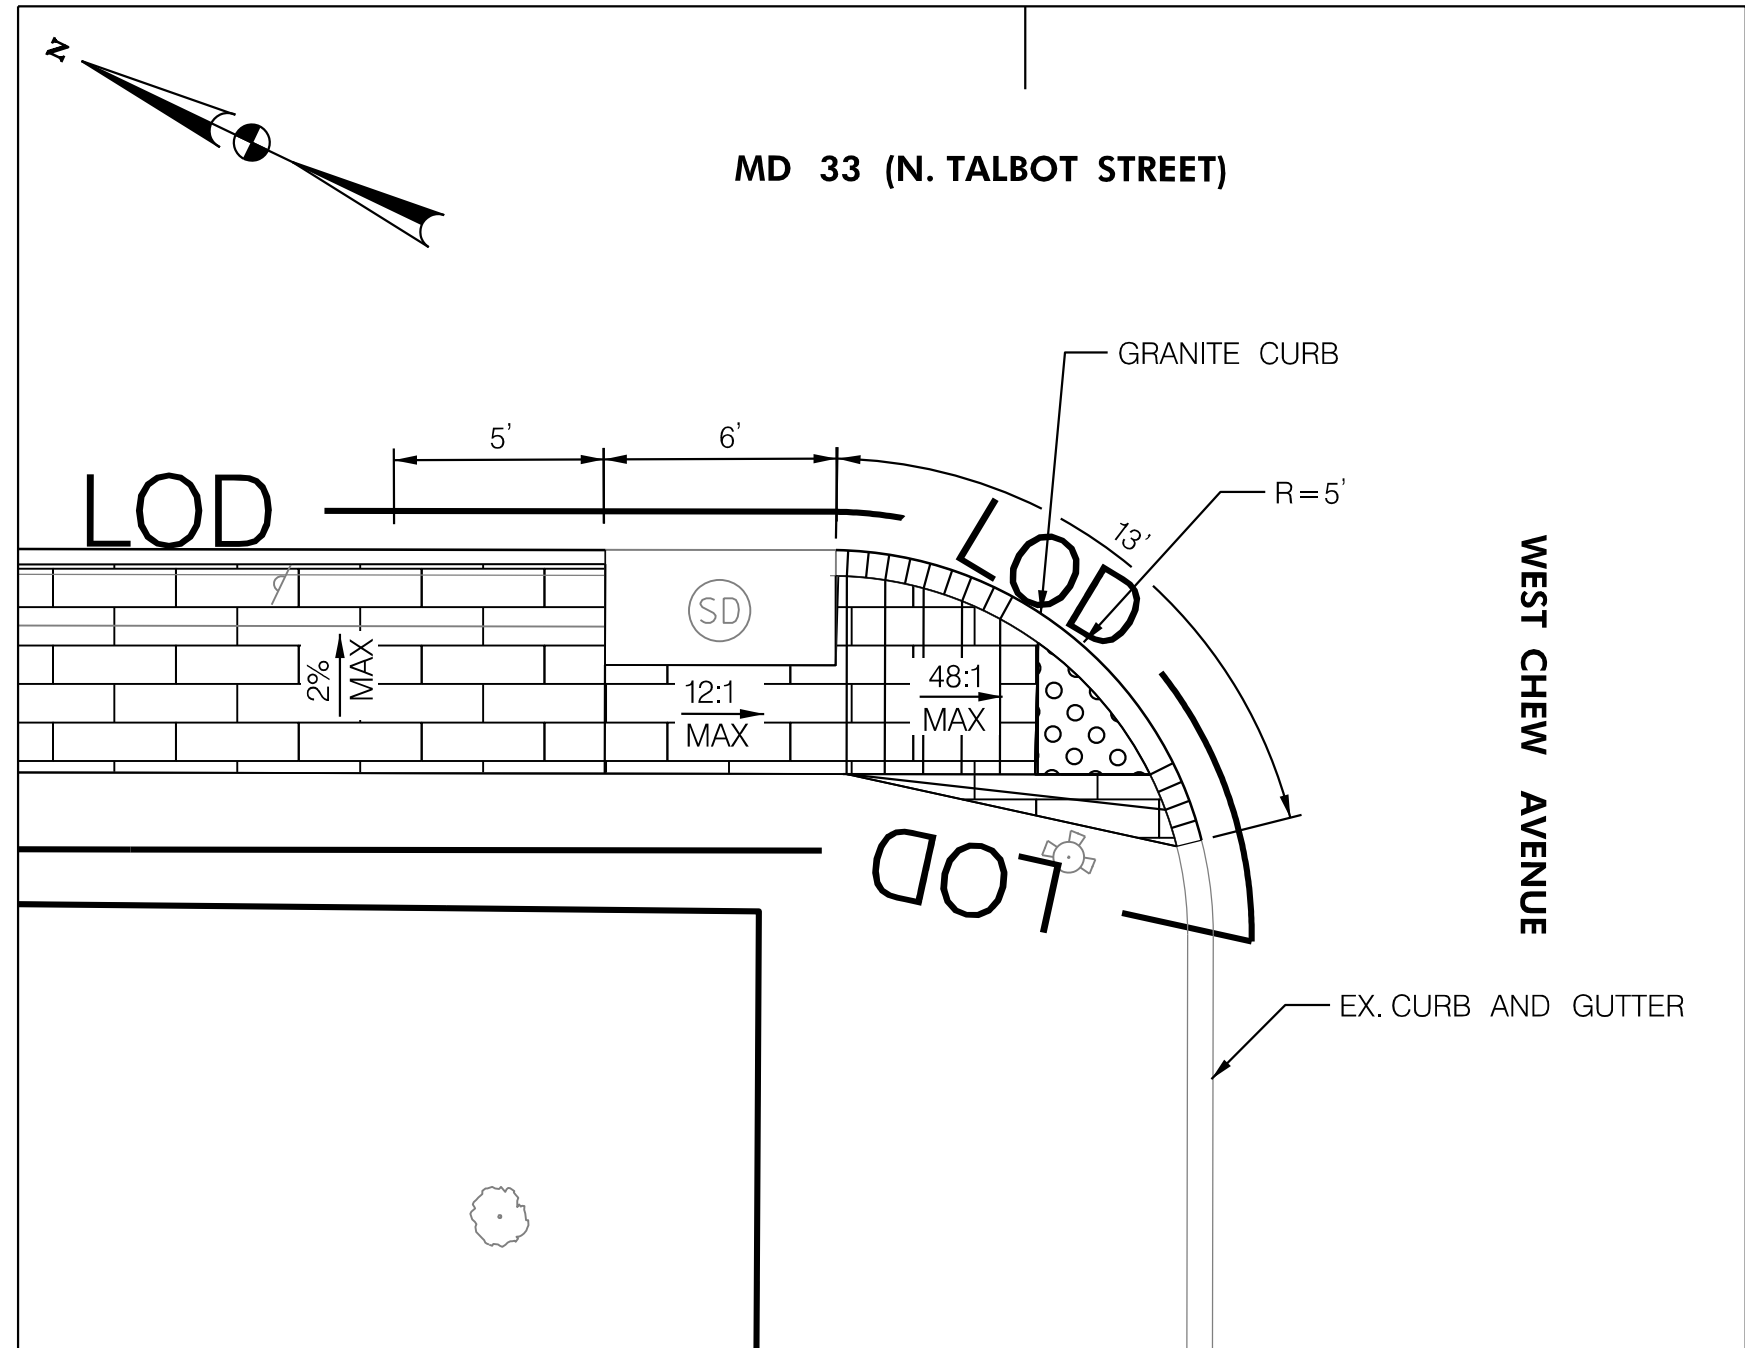 N
MD 33 (N. TALBOT STREET)
GRANITE CURB
5'
6'
R=5'
13'
LOD
LOD
WEST CHEW AVENUE
SD
2%
MAX
12:1
MAX
48:1
MAX
LOD
EX. CURB AND GUTTER